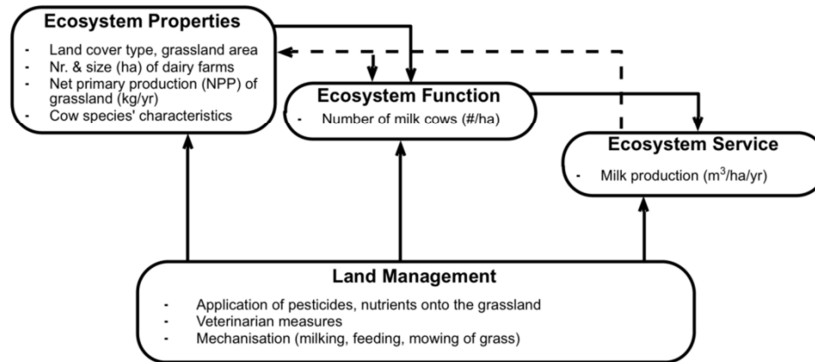 Ecosystem Properties
- Land cover type, grassland area
- Nr. & size (ha) of dairy farms
- Net primary production (NPP) of
grassland (kg/yr)
- Cow species' characteristics
Ecosystem Function
- Number of milk cows (#/ha)
Ecosystem Service
- Milk production (m³/ha/yr)
Land Management
- Application of pesticides, nutrients onto the grassland
- Veterinarian measures
- Mechanisation (milking, feeding, mowing of grass)